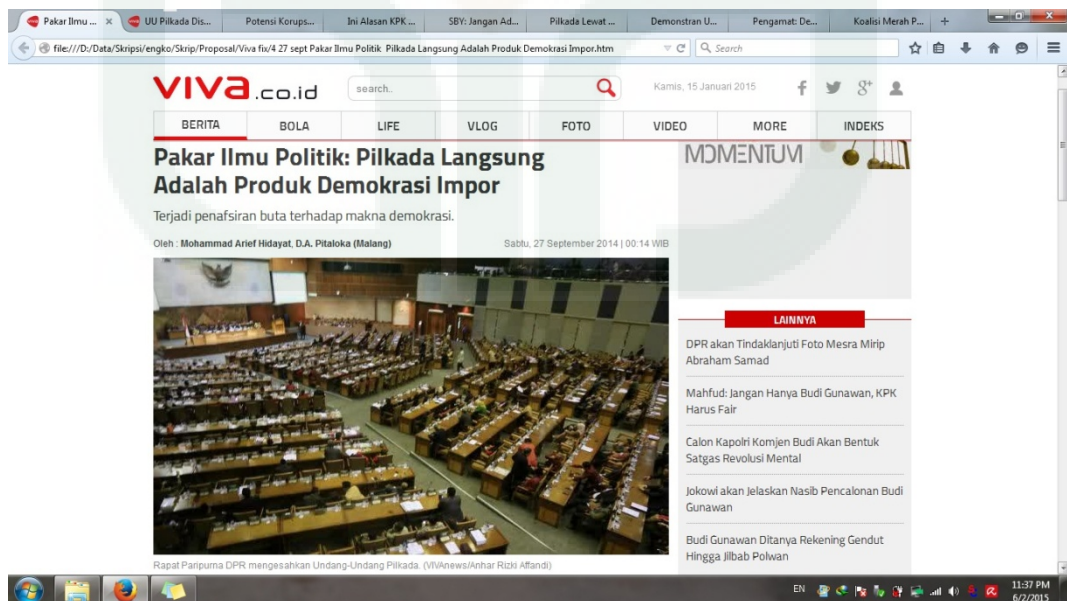 Pakar Ilmu ...
UU Pilkada Dis...
Potensi Korups...
Ini Alasan KPK ...
SBY: Jangan Ad...
Pilkada Lewat ...
Demonstran U...
Pengamat: De...
Koalisi Merah P...
file:///D:/Data/Skripsi/engko/Skrip/Proposal/Viva fix/4 27 sept Pakar Ilmu Politik Pilkada Langsung Adalah Produk Demokrasi Impor.htm
Search
VIVA.co.id
search..
Kamis, 15 Januari 2015
BERITA
BOLA
LIFE
VLOG
FOTO
VIDEO
MORE
INDEKS
Pakar Ilmu Politik: Pilkada Langsung
Adalah Produk Demokrasi Impor
Terjadi penafsiran buta terhadap makna demokrasi.
Oleh : Mohammad Arief Hidayat, D.A. Pitaloka (Malang)
Sabtu, 27 September 2014 | 00:14 WIB
Rapat Paripurna DPR mengesahkan Undang-Undang Pilkada. (VIVAnews/Anhar Rizki Affandi)
MOMENTUM
LAINNYA
DPR akan Tindaklanjuti Foto Mesra Mirip
Abraham Samad
Mahfud: Jangan Hanya Budi Gunawan, KPK
Harus Fair
Calon Kapolri Komjen Budi Akan Bentuk
Satgas Revolusi Mental
Jokowi akan Jelaskan Nasib Pencalonan Budi
Gunawan
Budi Gunawan Ditanya Rekening Gendut
Hingga Jilbab Polwan
EN
11:37 PM
6/2/2015